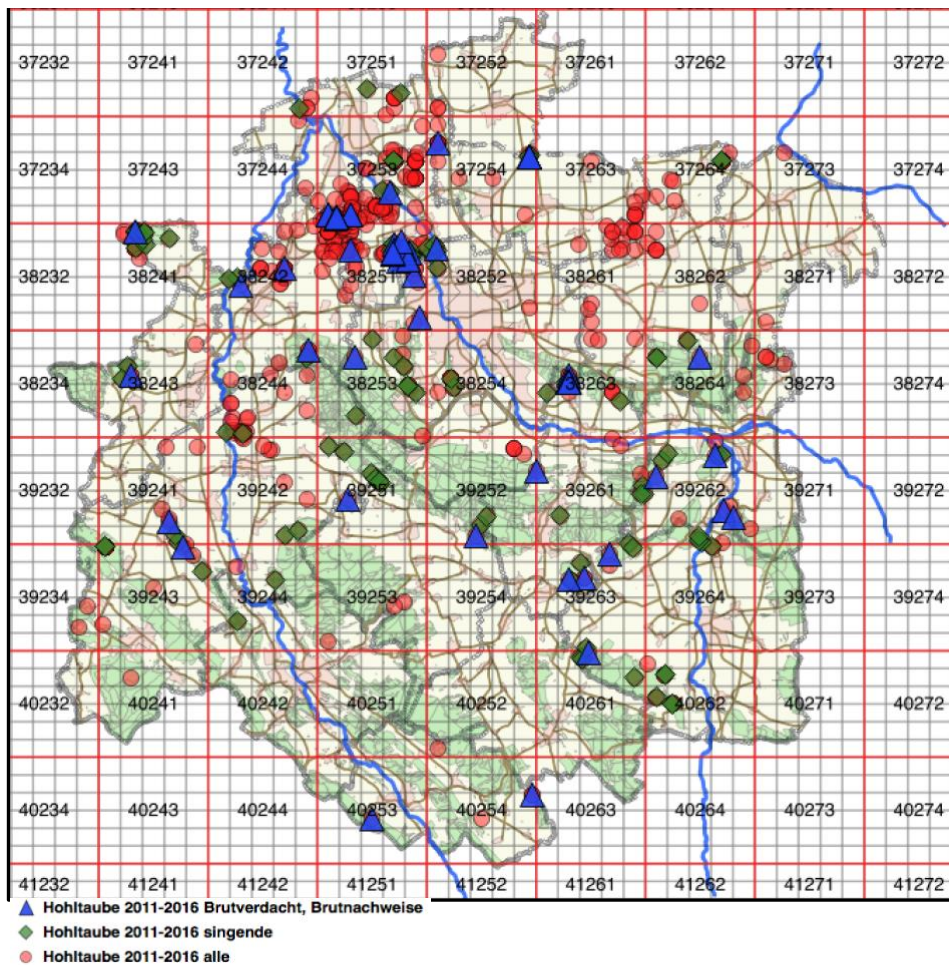 37232 37241 37242 37251 37252 37261 37262 37271 37272
37234 37243 37244 37253 37254 37263 37264 37273 37274
38232 38241 38242 38251 38252 38261 38272
38234 38243 38244 38253 38254 38263 38264 38273 38274
39232 39241 39242 39251 39252 39261 39262 39271 39272
39234 39243 39244 39253 39254 39263 39264 39273 39274
40232 40241 40242 40251 40252 40262 40271 40272
40234 40243 40244 40253 40254 40263 40264 40273 40274
41232 41241 41242 41251 41252 41261 41262 41271 41272
Hohltaube 2011-2016 Brutverdacht, Brutnachweise
Hohltaube 2011-2016 singende
Hohltaube 2011-2016 alle